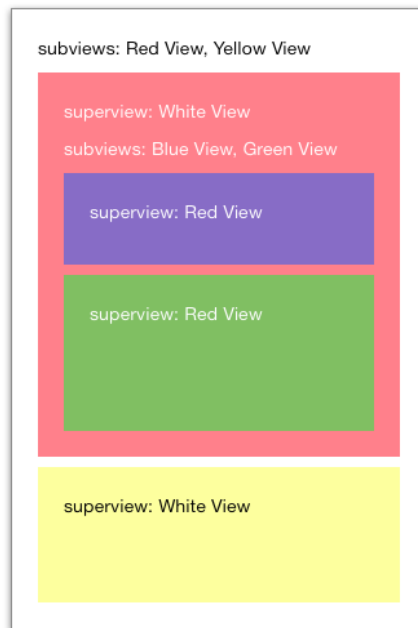 subviews: Red View, Yellow View
superview: White View
subviews: Blue View, Green View
superview: Red View
superview: Red View
superview: White View